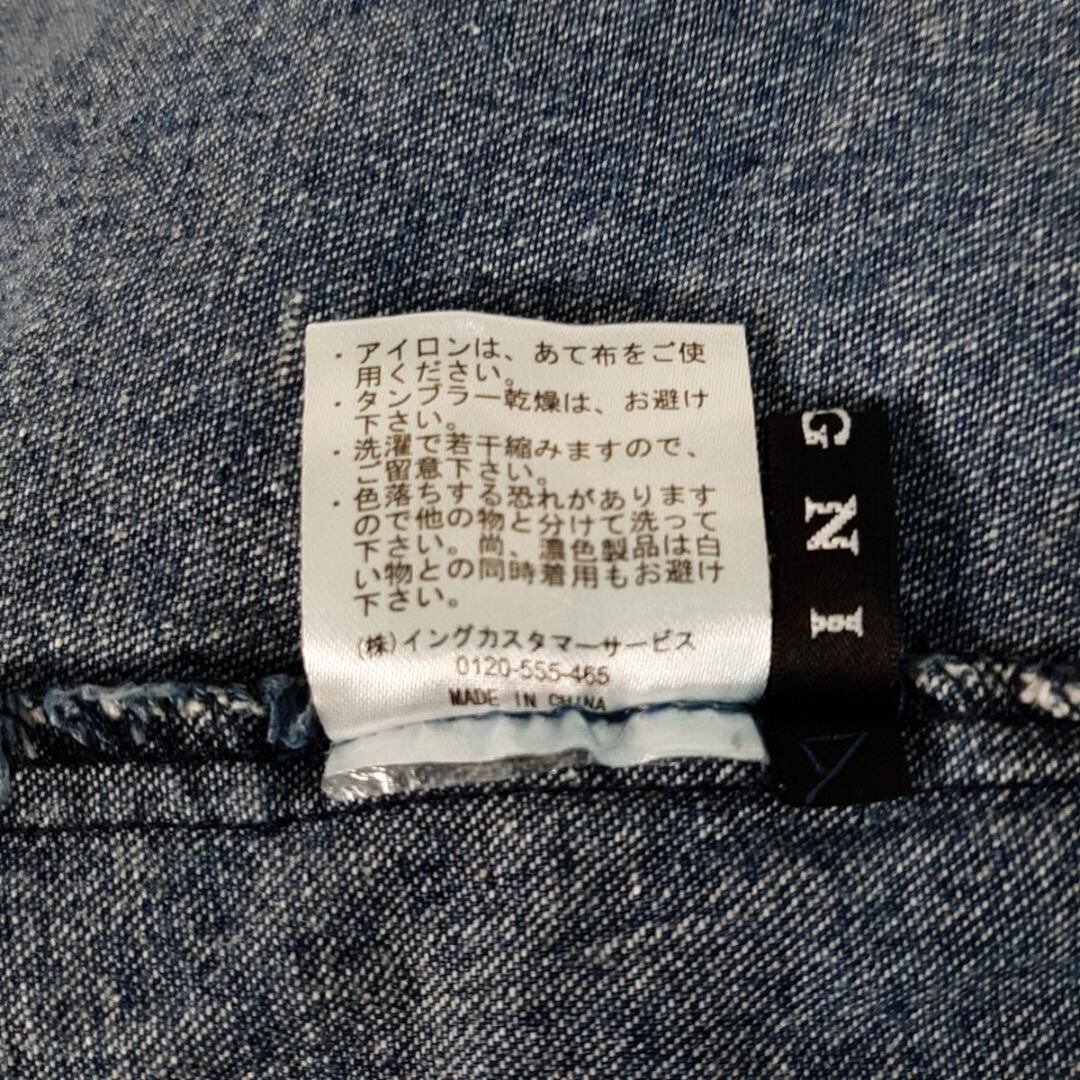 ・アイロンは、あて布をご使
用ください。
・タンブラー乾燥は、お避け
下さい。
・洗濯で若干縮みますので、
ご留意下さい。
・色落ちする恐れがあります
ので他の物と分けて洗って
下さい。尚、濃色製品は白
い物との同時着用もお避け
下さい。
(株)イングカスタマーサービス
0120-555-465
MADE IN CHINA
ING